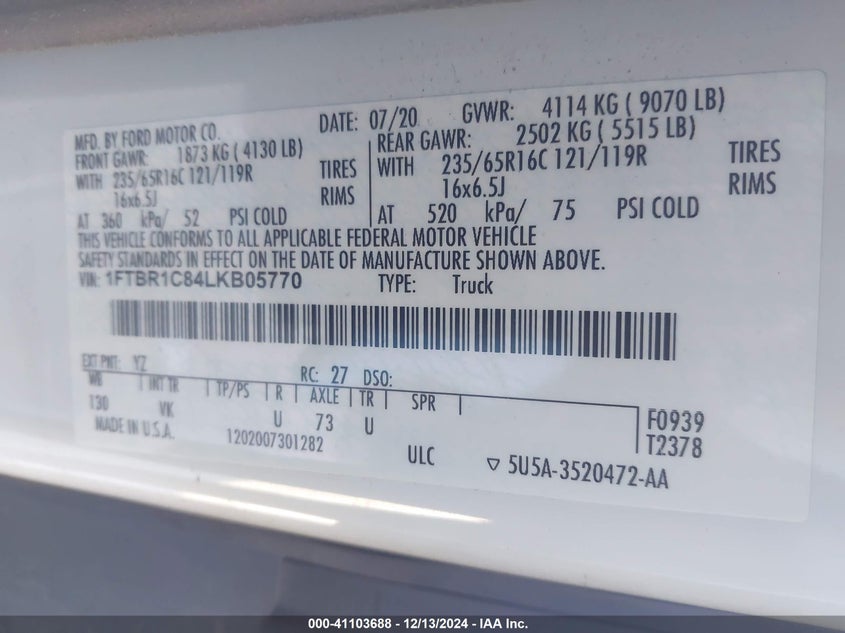 MFD. BY FORD MOTOR CO. DATE: 07/20 GVWR: 4114 KG ( 9070 LB)
FRONT GAWR: 1873 KG ( 4130 LB) REAR GAWR: 2502 KG ( 5515 LB)
WITH 235/65R16C 121/119R TIRES WITH 235/65R16C 121/119R TIRES
16x6.5J RIMS 16x6.5J RIMS
AT 360 kPa/ 52 PSI COLD AT 520 kPa/ 75 PSI COLD
THIS VEHICLE CONFORMS TO ALL APPLICABLE FEDERAL MOTOR VEHICLE
SAFETY STANDARDS IN EFFECT ON THE DATE OF MANUFACTURE SHOWN ABOVE.
VIN: 1FTBR1C84LKB05770 TYPE: Truck
EXT PNT: YZ RC: 27 DSO:
WB INT TR TP/PS R AXLE TR SPR
130 VK U 73 U F0939
MADE IN U.S.A. 1202007301282 ULC T2378
▽ 5U5A-3520472-AA
000-41103688 - 12/13/2024 - IAA Inc.